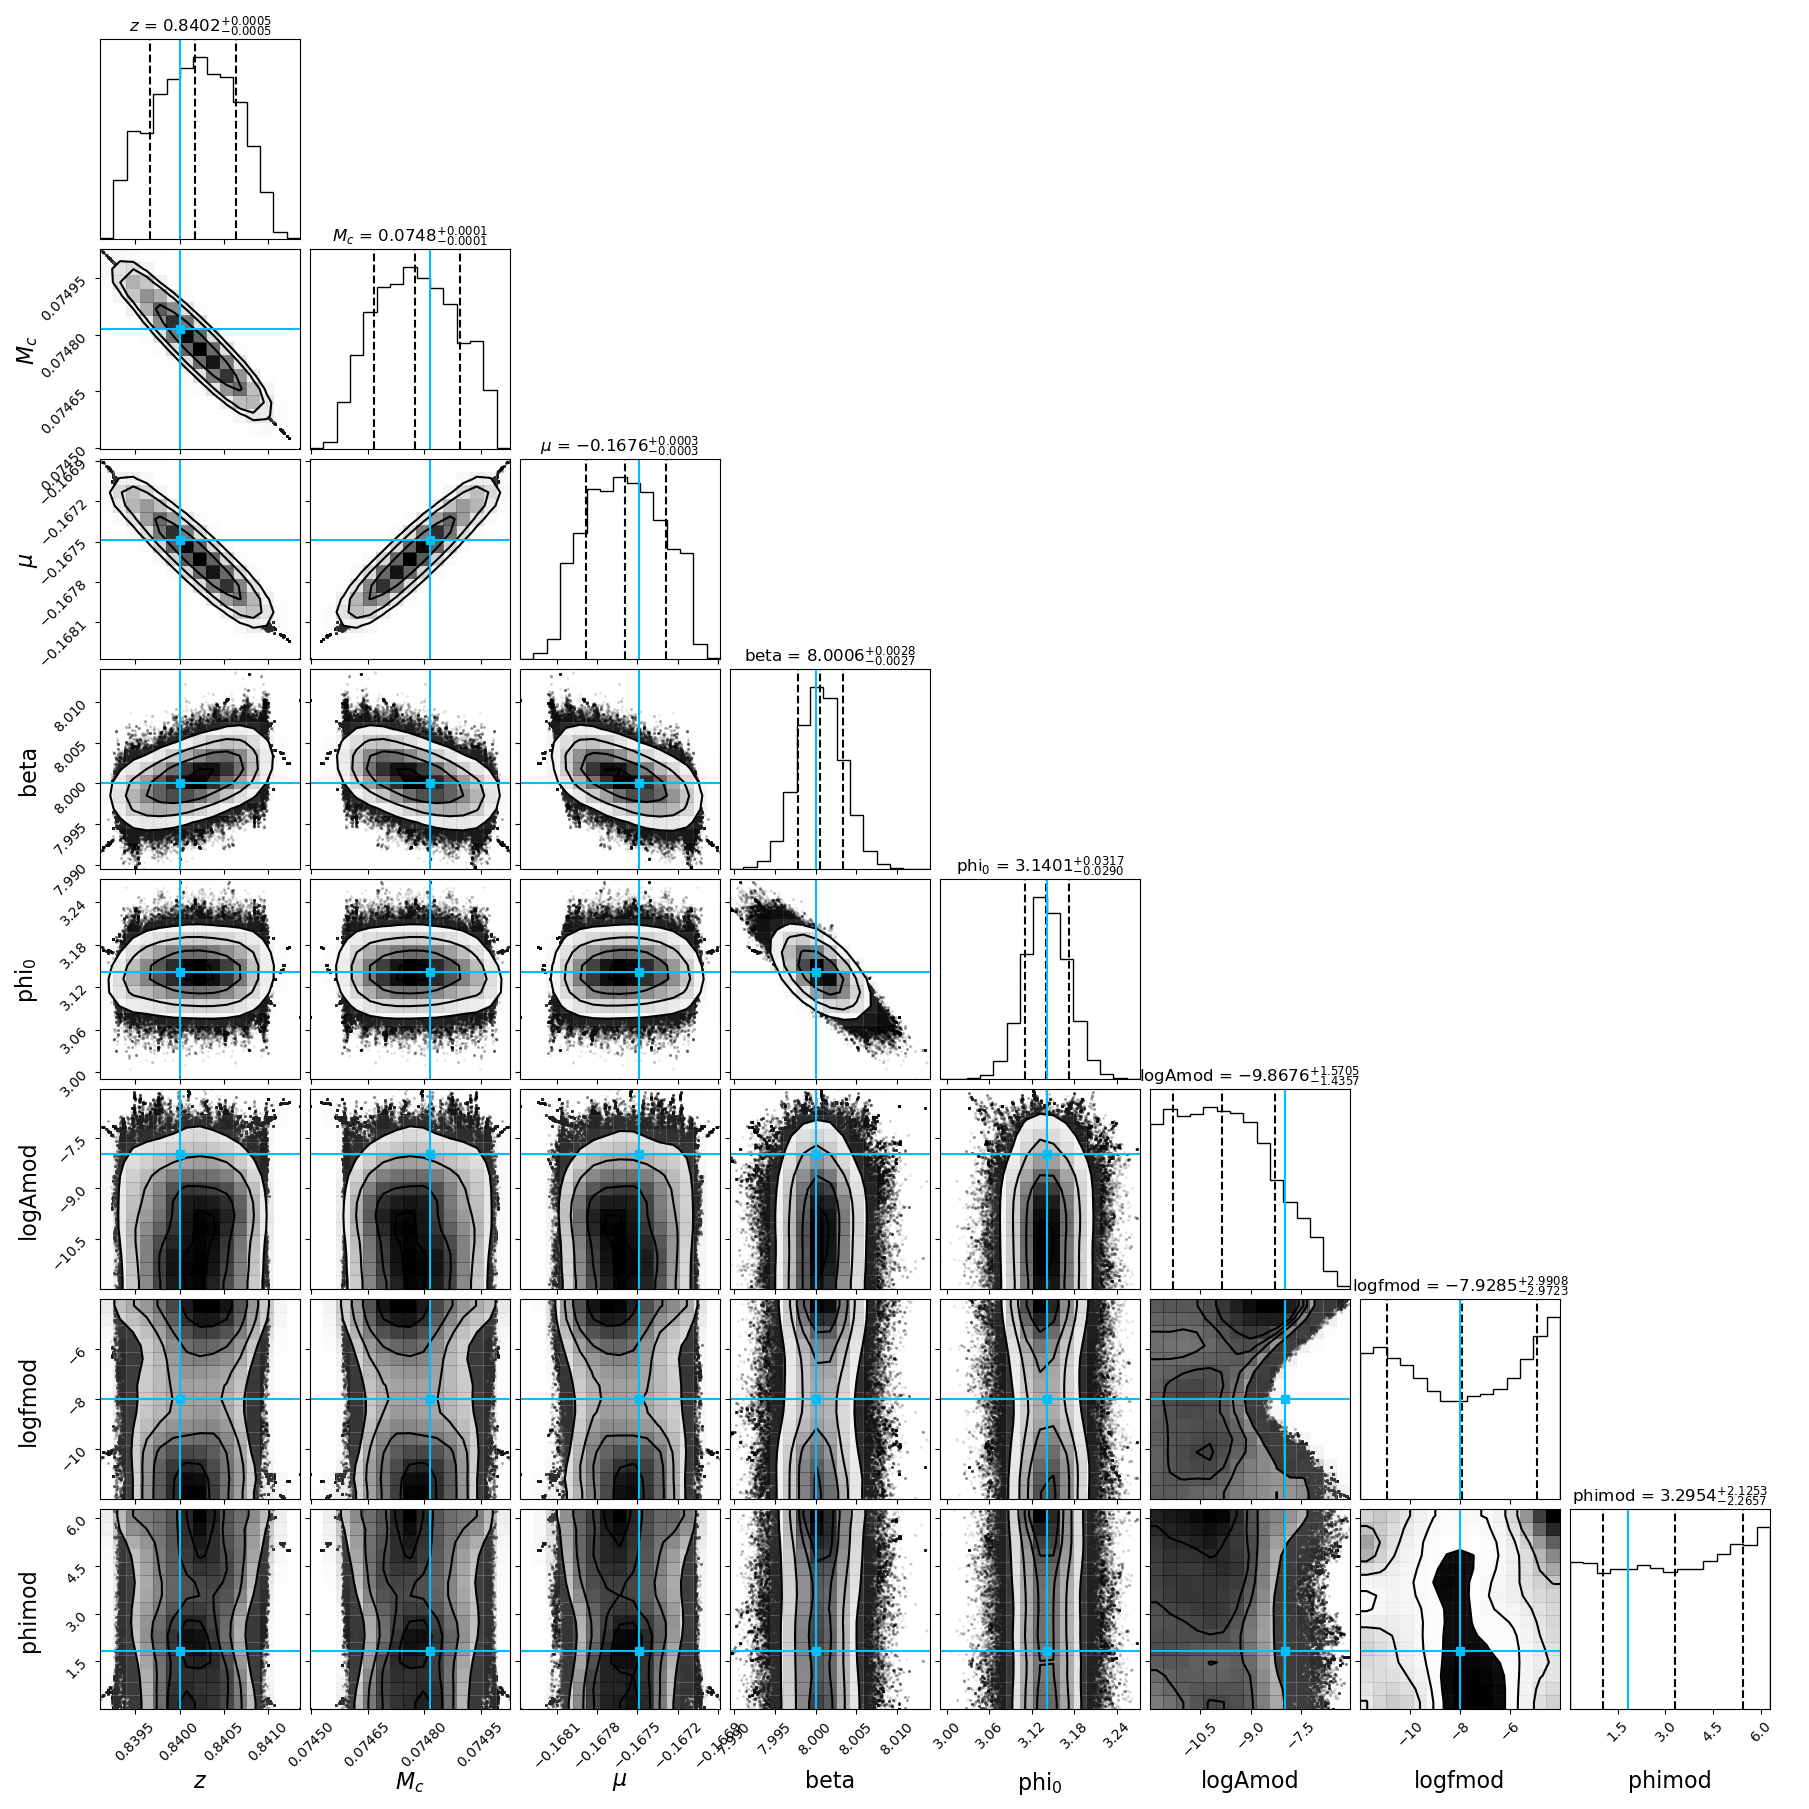 z = 0.8402 +0.0005 −0.0005
M_c = 0.0748 +0.0001 −0.0001
M_c
0.07495
0.07480
0.07465
0.07450
μ = −0.1676 +0.0003 −0.0003
μ
−0.1669
−0.1672
−0.1675
−0.1678
−0.1681
beta = 8.0006 +0.0028 −0.0027
beta
8.010
8.005
8.000
7.995
7.990
phi₀ = 3.1401 +0.0317 −0.0290
phi₀
3.24
3.18
3.12
3.06
3.00
logAmod = −9.8676 +1.5705 −1.4357
logAmod
−7.5
−9.0
−10.5
logfmod = −7.9285 +2.9908 −2.9723
logfmod
−6
−8
−10
phimod = 3.2954 +2.1253 −2.2657
phimod
6.0
4.5
3.0
1.5
0.8395 0.8400 0.8405 0.8410
0.07450 0.07465 0.07480 0.07495
−0.1681 −0.1678 −0.1675 −0.1672 −0.1669
7.990 7.995 8.000 8.005 8.010
3.00 3.06 3.12 3.18 3.24
−10.5 −9.0 −7.5
−10 −8 −6
1.5 3.0 4.5 6.0
z M_c μ beta phi₀ logAmod logfmod phimod